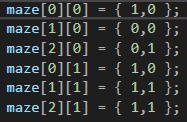 maze[0][0] = { 1,0 };
maze[1][0] = { 0,0 };
maze[2][0] = { 0,1 };
maze[0][1] = { 1,0 };
maze[1][1] = { 1,1 };
maze[2][1] = { 1,1 };